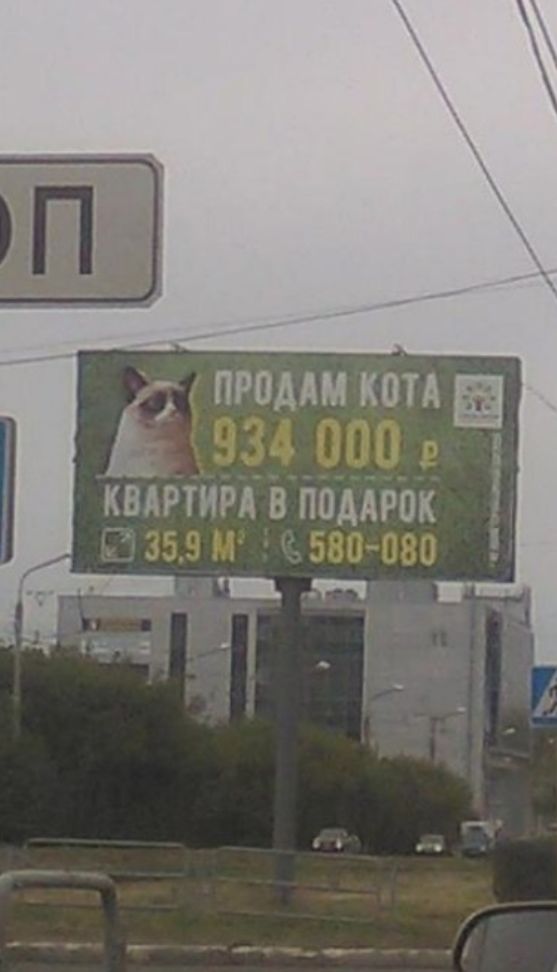 ОП
ПРОДАМ КОТА
934 000 ₽
КВАРТИРА В ПОДАРОК
35,9 М² 580-080